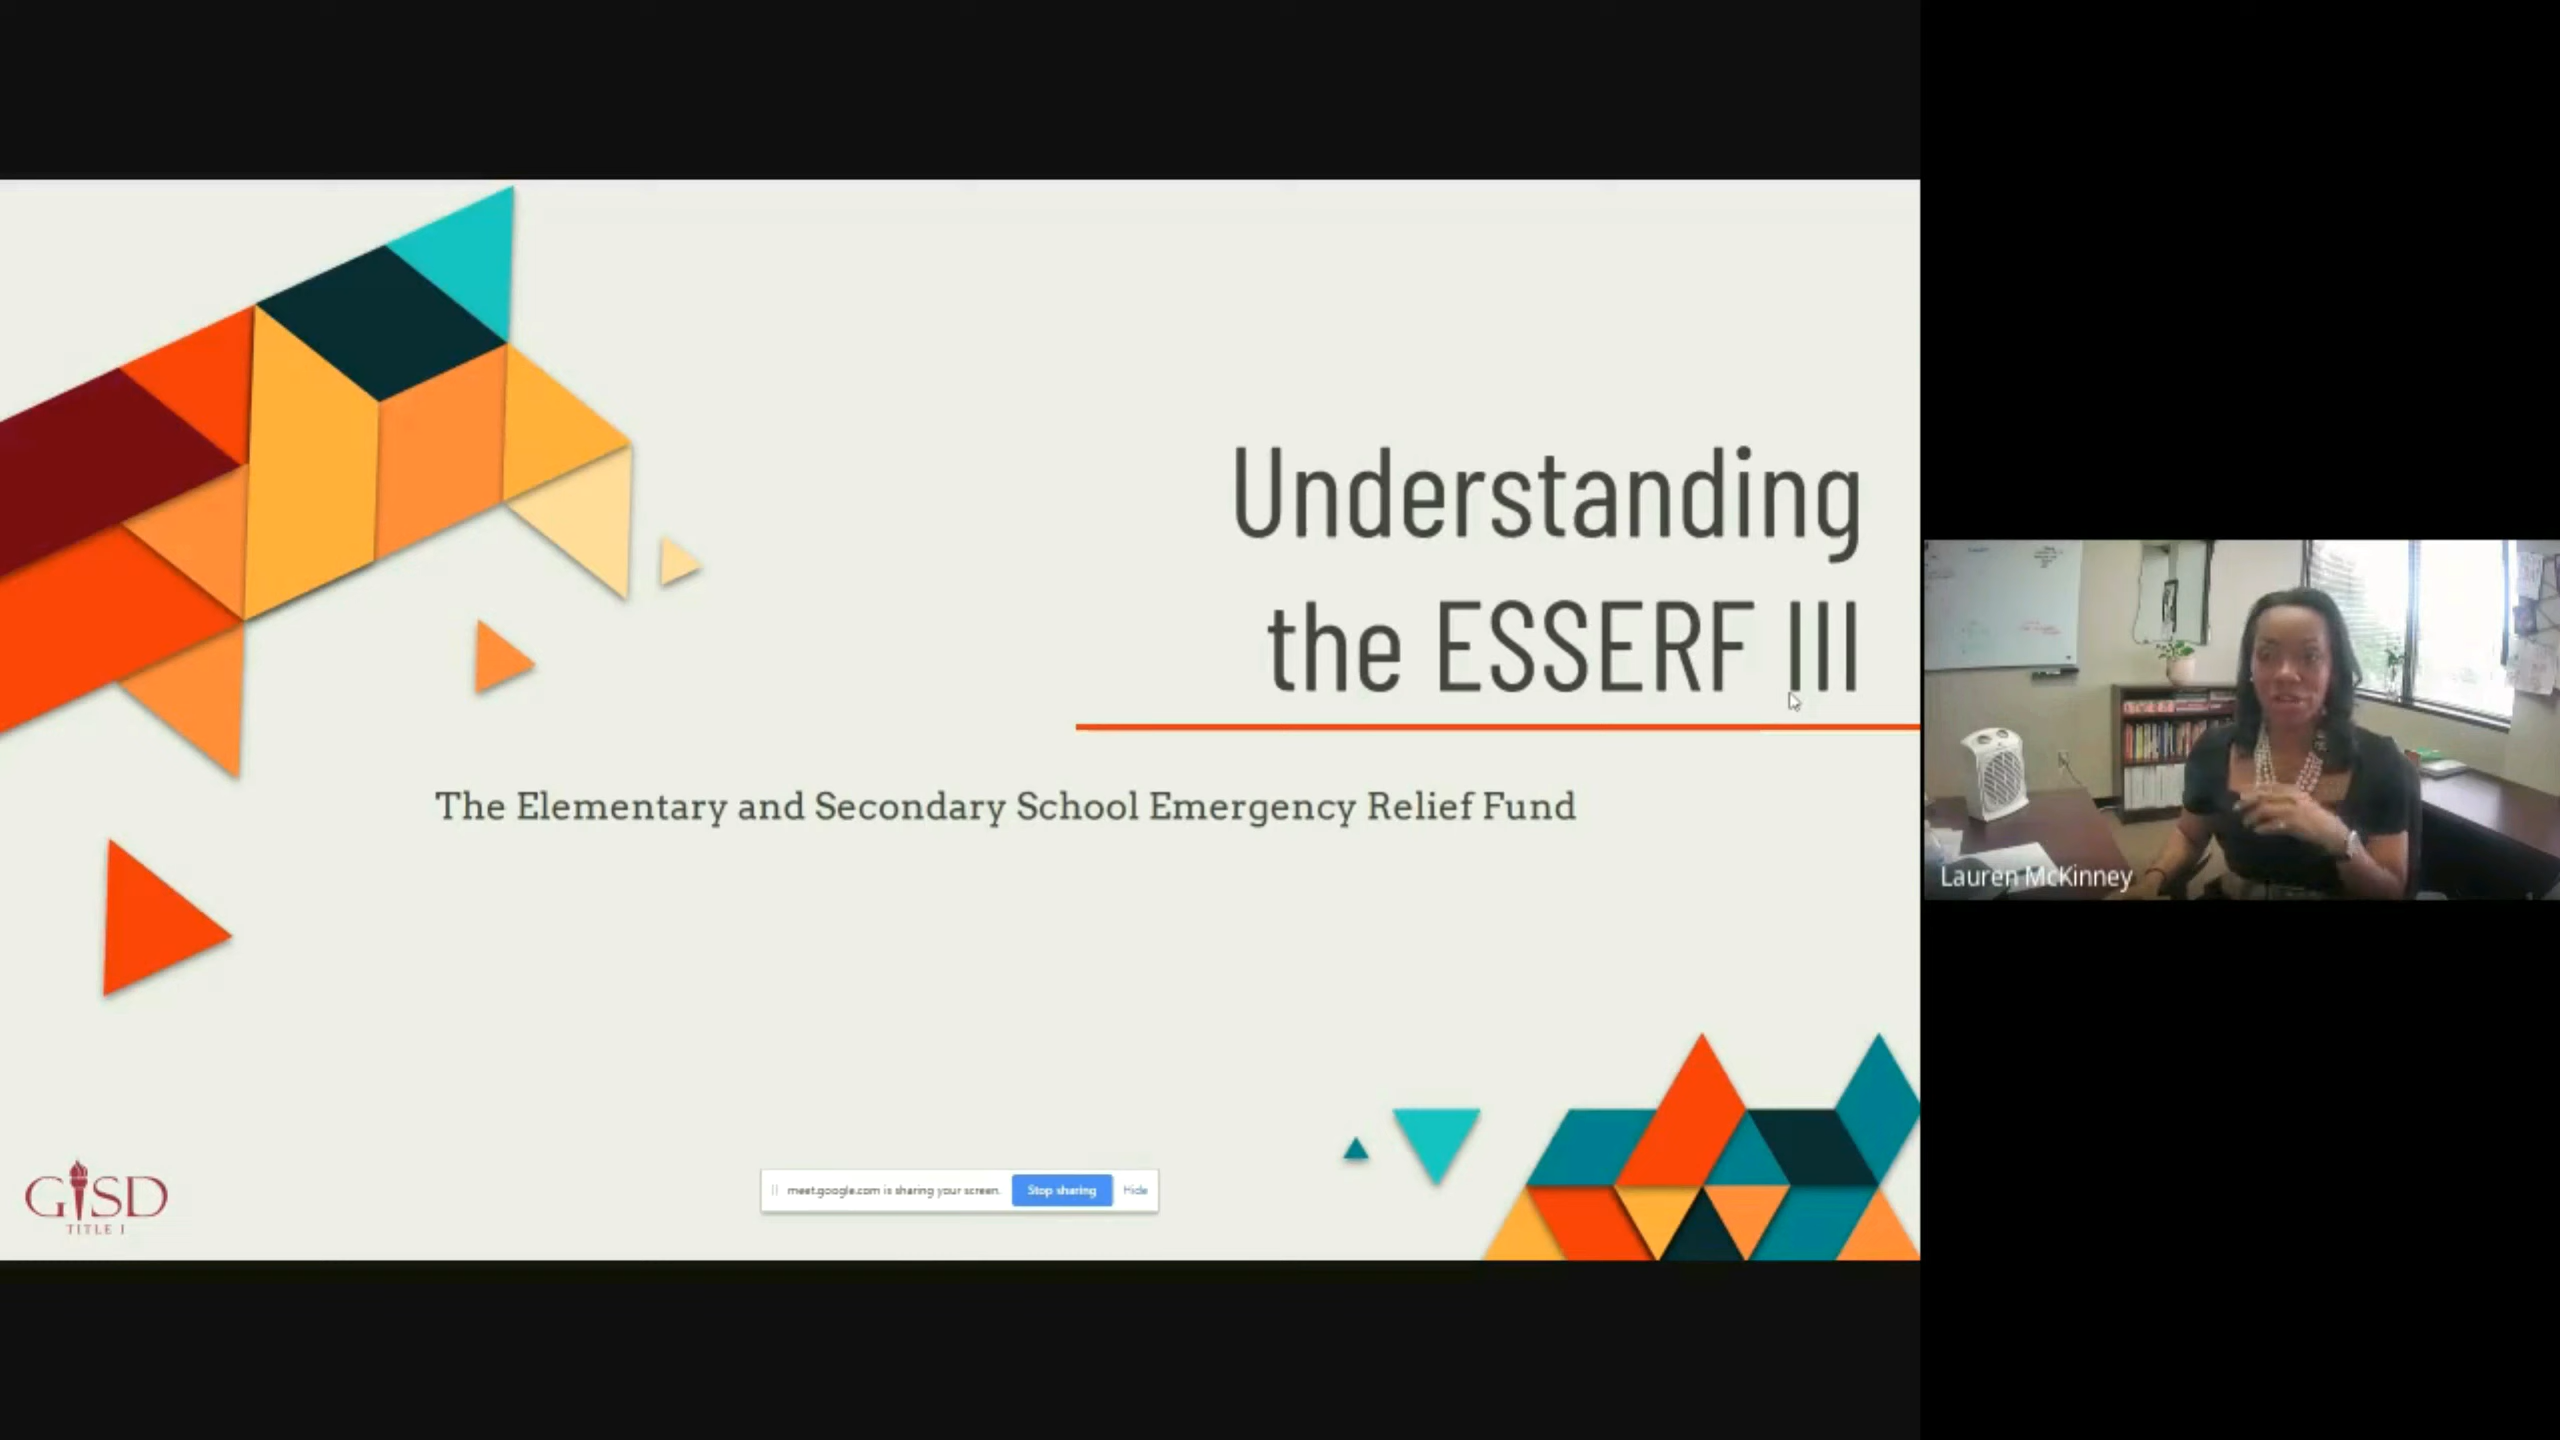 Understanding
the ESSERF III
The Elementary and Secondary School Emergency Relief Fund
GISD
TITLE I
meet.google.com is sharing your screen.
Stop sharing
Hide
Lauren McKinney